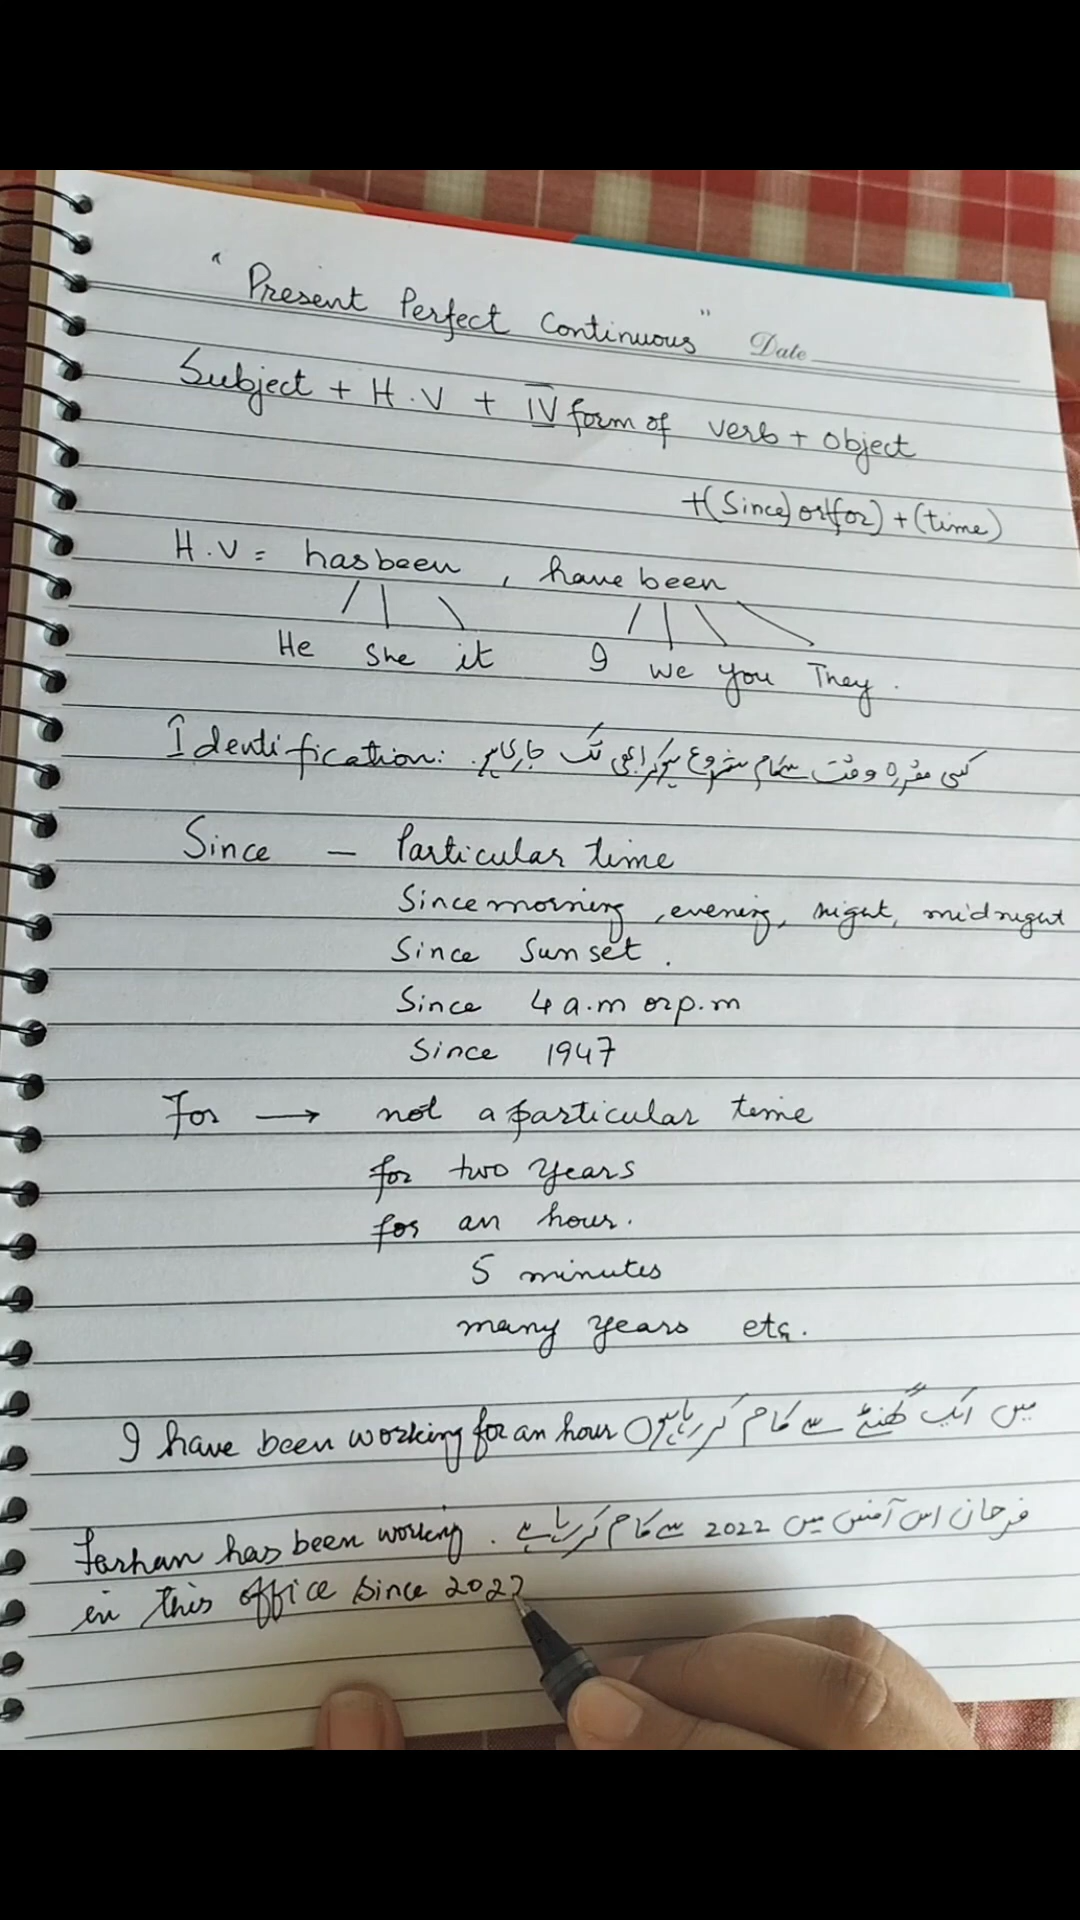 "Present Perfect Continuous"
Date
Subject + H.V + IV form of verb + object
+(Since) or (for) + (time)
H.V = has been , have been
He She it I we you They.
Identification: کسی مقررہ وقت سے کام شروع ہو کر ابھی تک جاری ہے۔
Since – Particular time
Since morning, evening, night, midnight
Since Sunset.
Since 4 a.m or p.m
Since 1947
For → not a particular time
for two years
for an hour.
5 minutes
many years etc.
I have been working for an hour میں ایک گھنٹے سے کام کر رہا ہوں
فرحان اس آفس میں 2022 سے کام کر رہا ہے .
Farhan has been working
in this office since 2022